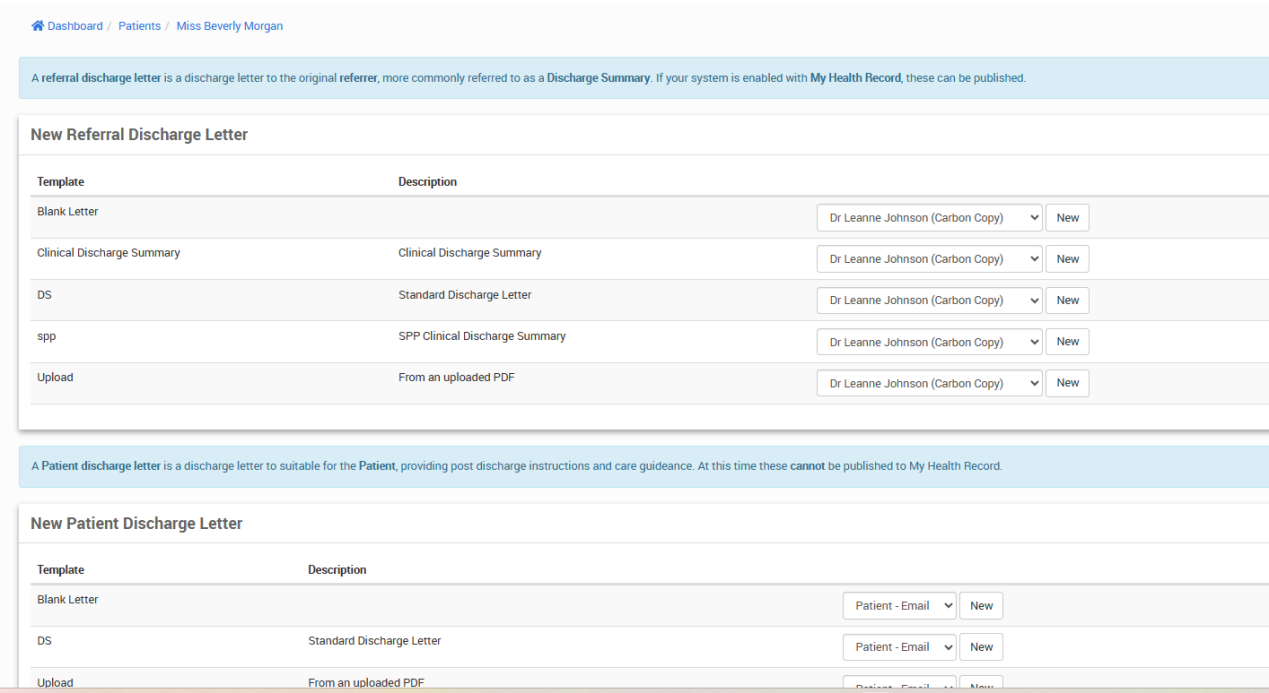 Dashboard / Patients / Miss Beverly Morgan
A referral discharge letter is a discharge letter to the original referrer, more commonly referred to as a Discharge Summary. If your system is enabled with My Health Record, these can be published.
New Referral Discharge Letter
Template Description
Blank Letter Dr Leanne Johnson (Carbon Copy) New
Clinical Discharge Summary Clinical Discharge Summary Dr Leanne Johnson (Carbon Copy) New
DS Standard Discharge Letter Dr Leanne Johnson (Carbon Copy) New
spp SPP Clinical Discharge Summary Dr Leanne Johnson (Carbon Copy) New
Upload From an uploaded PDF Dr Leanne Johnson (Carbon Copy) New
A Patient discharge letter is a discharge letter to suitable for the Patient, providing post discharge instructions and care guideance. At this time these cannot be published to My Health Record.
New Patient Discharge Letter
Template Description
Blank Letter Patient - Email New
DS Standard Discharge Letter Patient - Email New
Upload From an uploaded PDF Patient - Email New